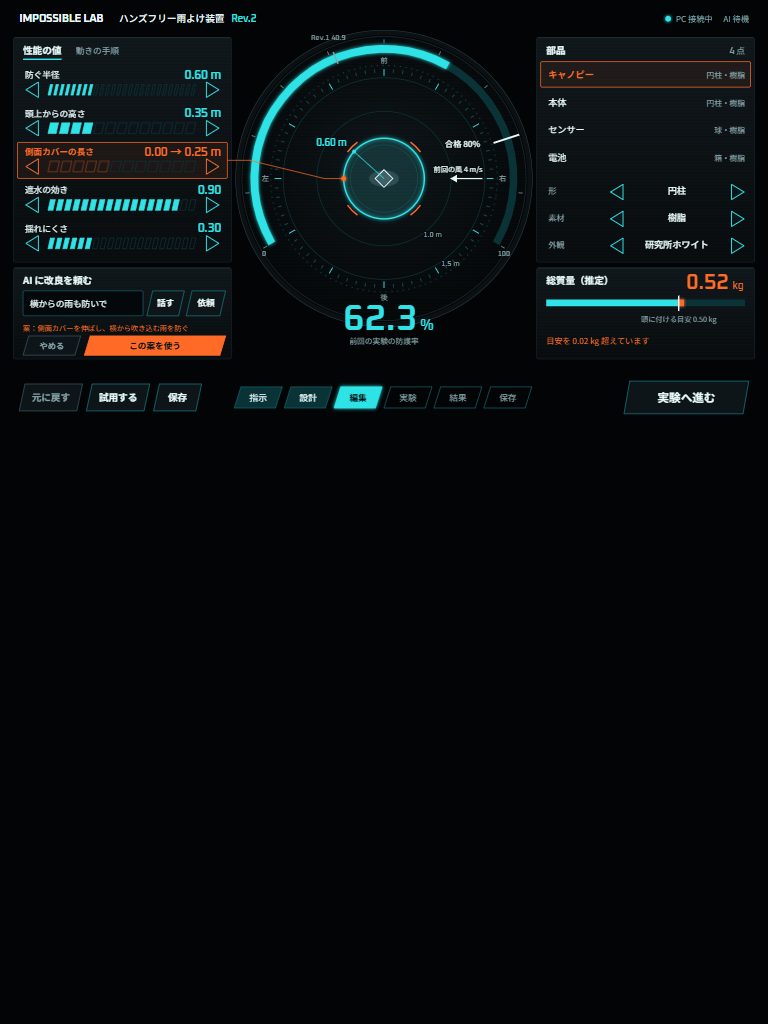 IMPOSSIBLE LAB ハンズフリー雨よけ装置 Rev.2
PC 接続中 AI 待機
性能の値 動きの手順
防ぐ半径 0.60 m
頭上からの高さ 0.35 m
側面カバーの長さ 0.00 → 0.25 m
遮水の効き 0.90
揺れにくさ 0.30
AI に改良を頼む
横からの雨も防いで 話す 依頼
案：側面カバーを伸ばし、横から吹き込む雨を防ぐ
やめる この案を使う
Rev.1 40.9
前
0.60 m
合格 80%
前回の風 4 m/s
左
右
1.0 m
0
100
1.5 m
後
62.3 %
前回の実験の防護率
部品 4 点
キャノピー 円柱・樹脂
本体 円柱・樹脂
センサー 球・樹脂
電池 箱・樹脂
形 円柱
素材 樹脂
外観 研究所ホワイト
総質量（推定） 0.52 kg
頭に付ける目安 0.50 kg
目安を 0.02 kg 超えています
元に戻す 試用する 保存
指示 設計 編集 実験 結果 保存
実験へ進む